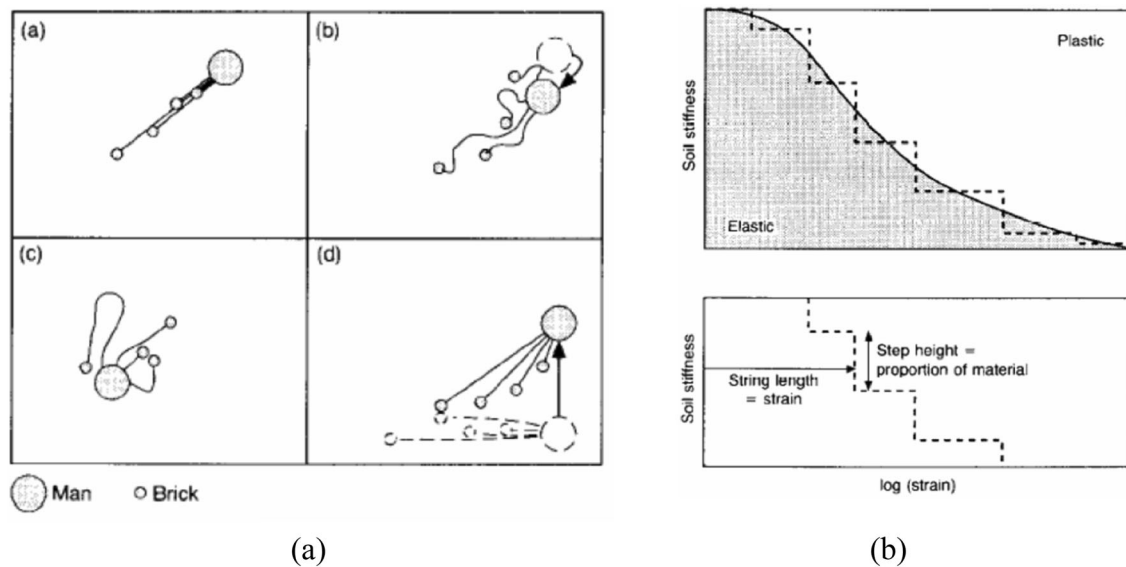 (a)
(b)
(c)
(d)
Man
Brick
(a)
Soil stiffness
Plastic
Elastic
Soil stiffness
String length
= strain
Step height =
proportion of material
log (strain)
(b)